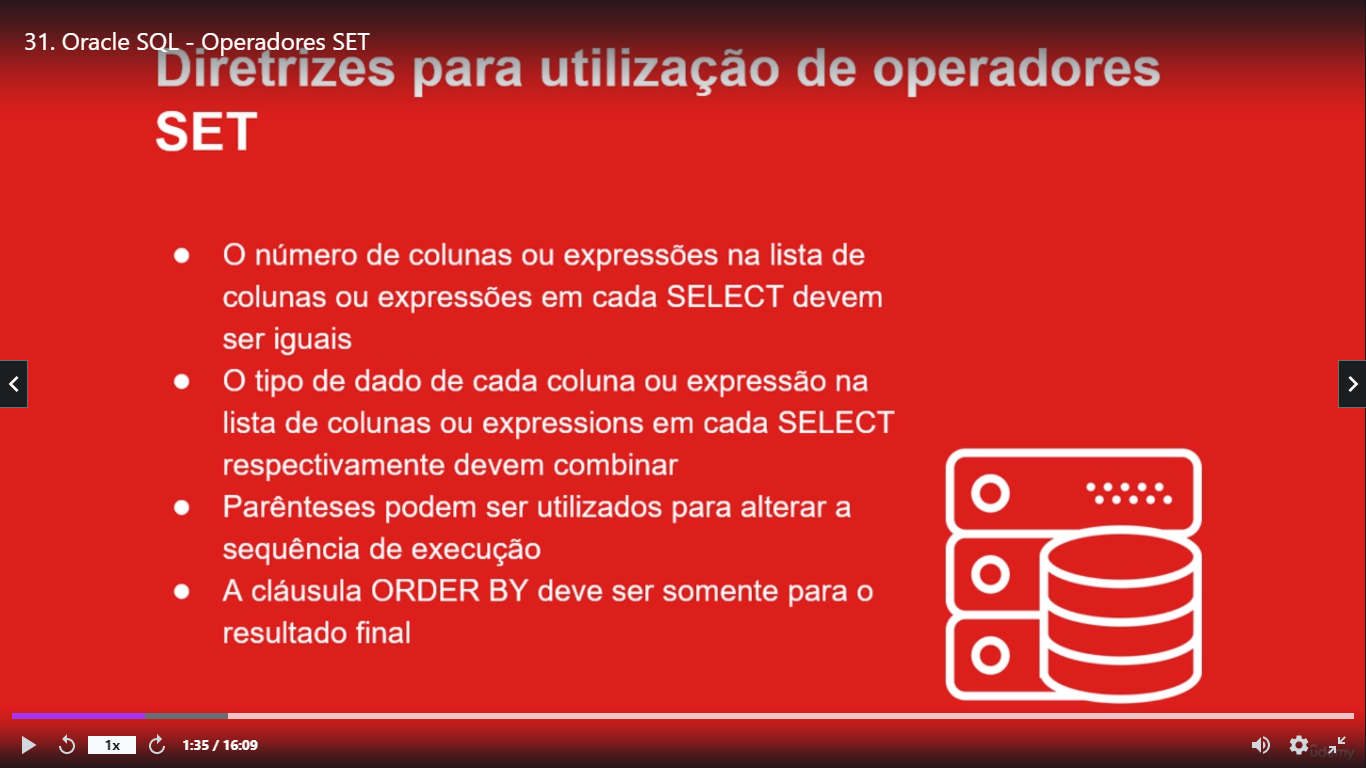 31. Oracle SQL - Operadores SET
Diretrizes para utilização de operadores
SET
● O número de colunas ou expressões na lista de
colunas ou expressões em cada SELECT devem
ser iguais
● O tipo de dado de cada coluna ou expressão na
lista de colunas ou expressions em cada SELECT
respectivamente devem combinar
● Parênteses podem ser utilizados para alterar a
sequência de execução
● A cláusula ORDER BY deve ser somente para o
resultado final
1x
1:35 / 16:09
udemy